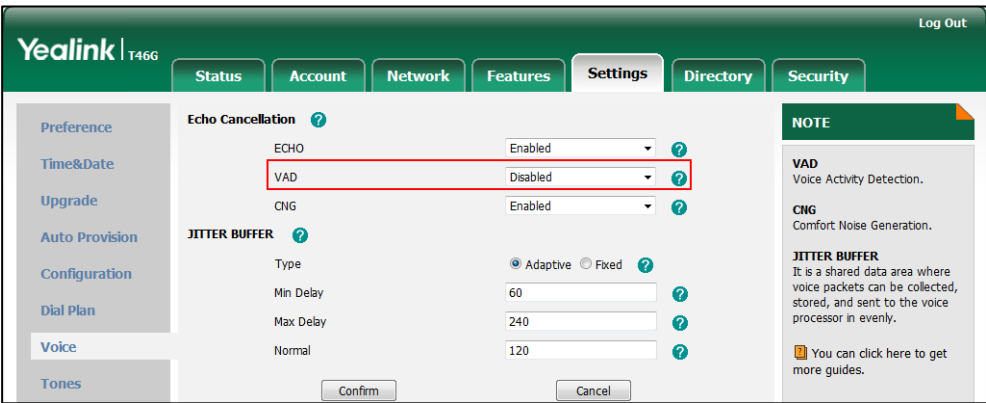 Log Out
Yealink T46G
Status Account Network Features Settings Directory Security
Preference
Time&Date
Upgrade
Auto Provision
Configuration
Dial Plan
Voice
Tones
Echo Cancellation ?
ECHO Enabled ?
VAD Disabled ?
CNG Enabled ?
JITTER BUFFER ?
Type Adaptive Fixed ?
Min Delay 60 ?
Max Delay 240 ?
Normal 120 ?
Confirm Cancel
NOTE
VAD
Voice Activity Detection.
CNG
Comfort Noise Generation.
JITTER BUFFER
It is a shared data area where
voice packets can be collected,
stored, and sent to the voice
processor in evenly.
? You can click here to get
more guides.